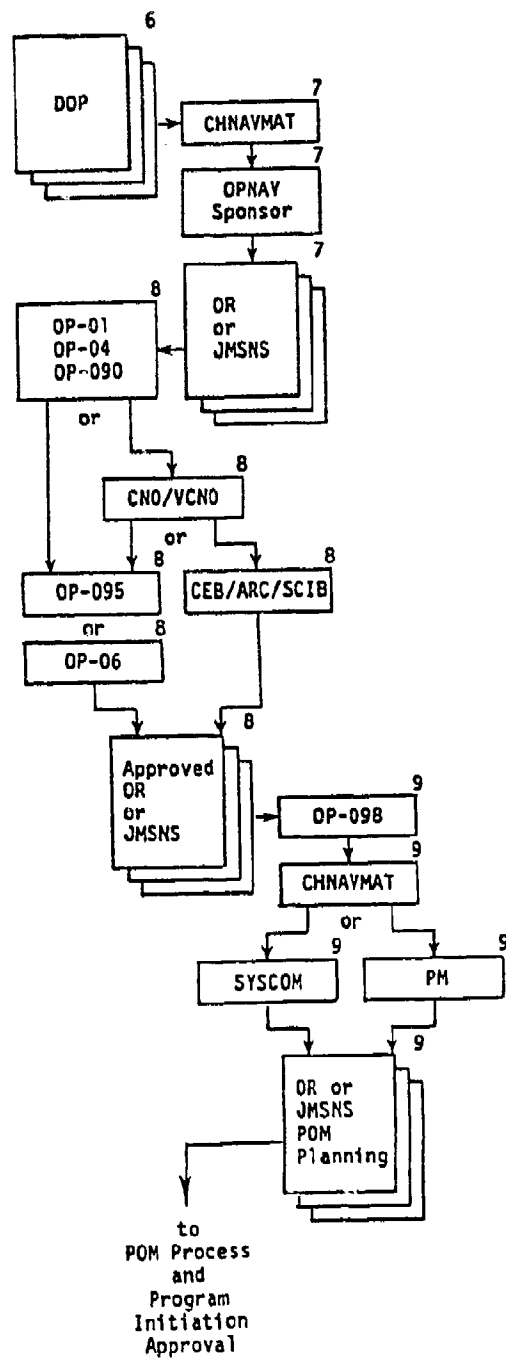 6
DOP
7
CHNAVMAT
7
OPNAV
Sponsor
7
OR
or
JMSNS
8
OP-01
OP-04
OP-090
or
8
CNO/VCNO
or
8
OP-095
8
CEB/ARC/SCIB
or
8
OP-06
8
Approved
OR
or
JMSNS
9
OP-098
9
CHNAVMAT
or
9
SYSCOM
9
PM
9
OR or
JMSNS
POM
Planning
to
POM Process
and
Program
Initiation
Approval